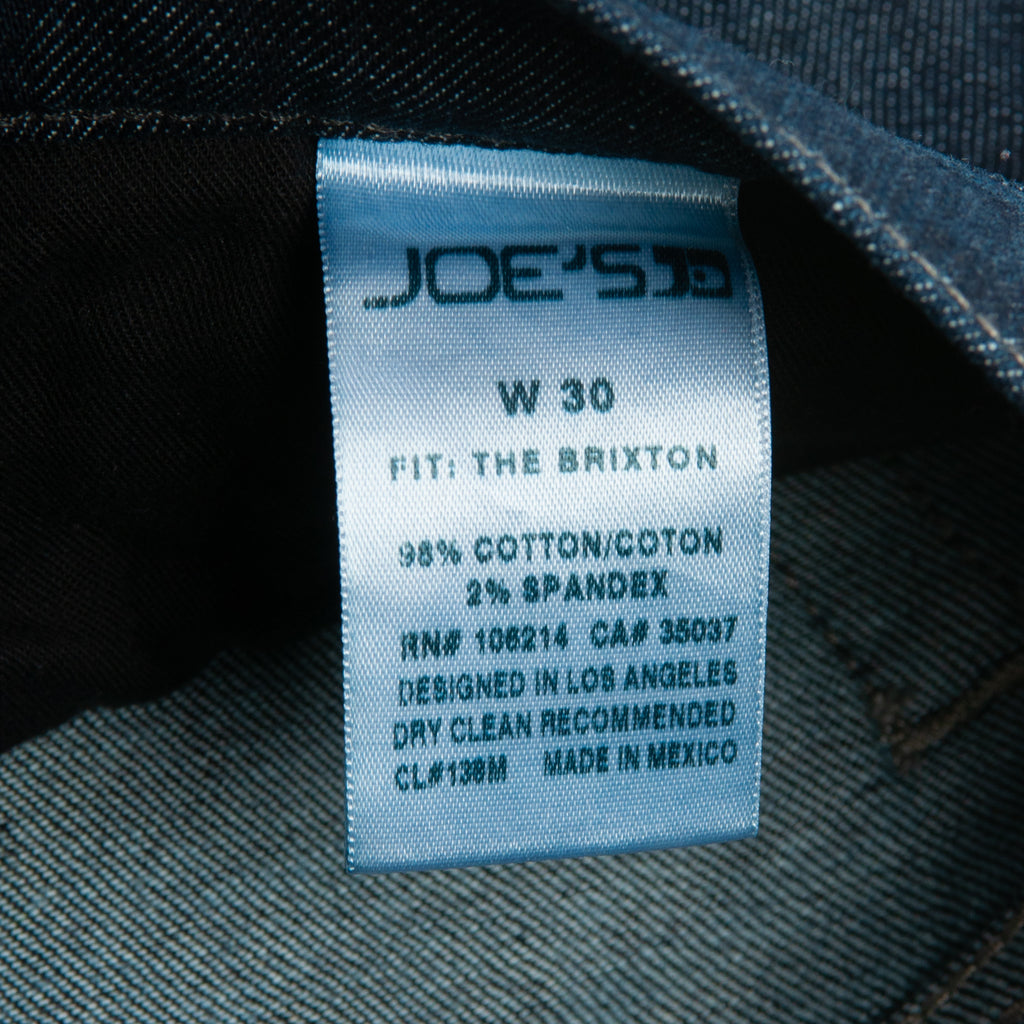 JOE'S
W 30
FIT: THE BRIXTON
98% COTTON/COTON
2% SPANDEX
RN# 106214 CA# 35037
DESIGNED IN LOS ANGELES
DRY CLEAN RECOMMENDED
CL#136M MADE IN MEXICO